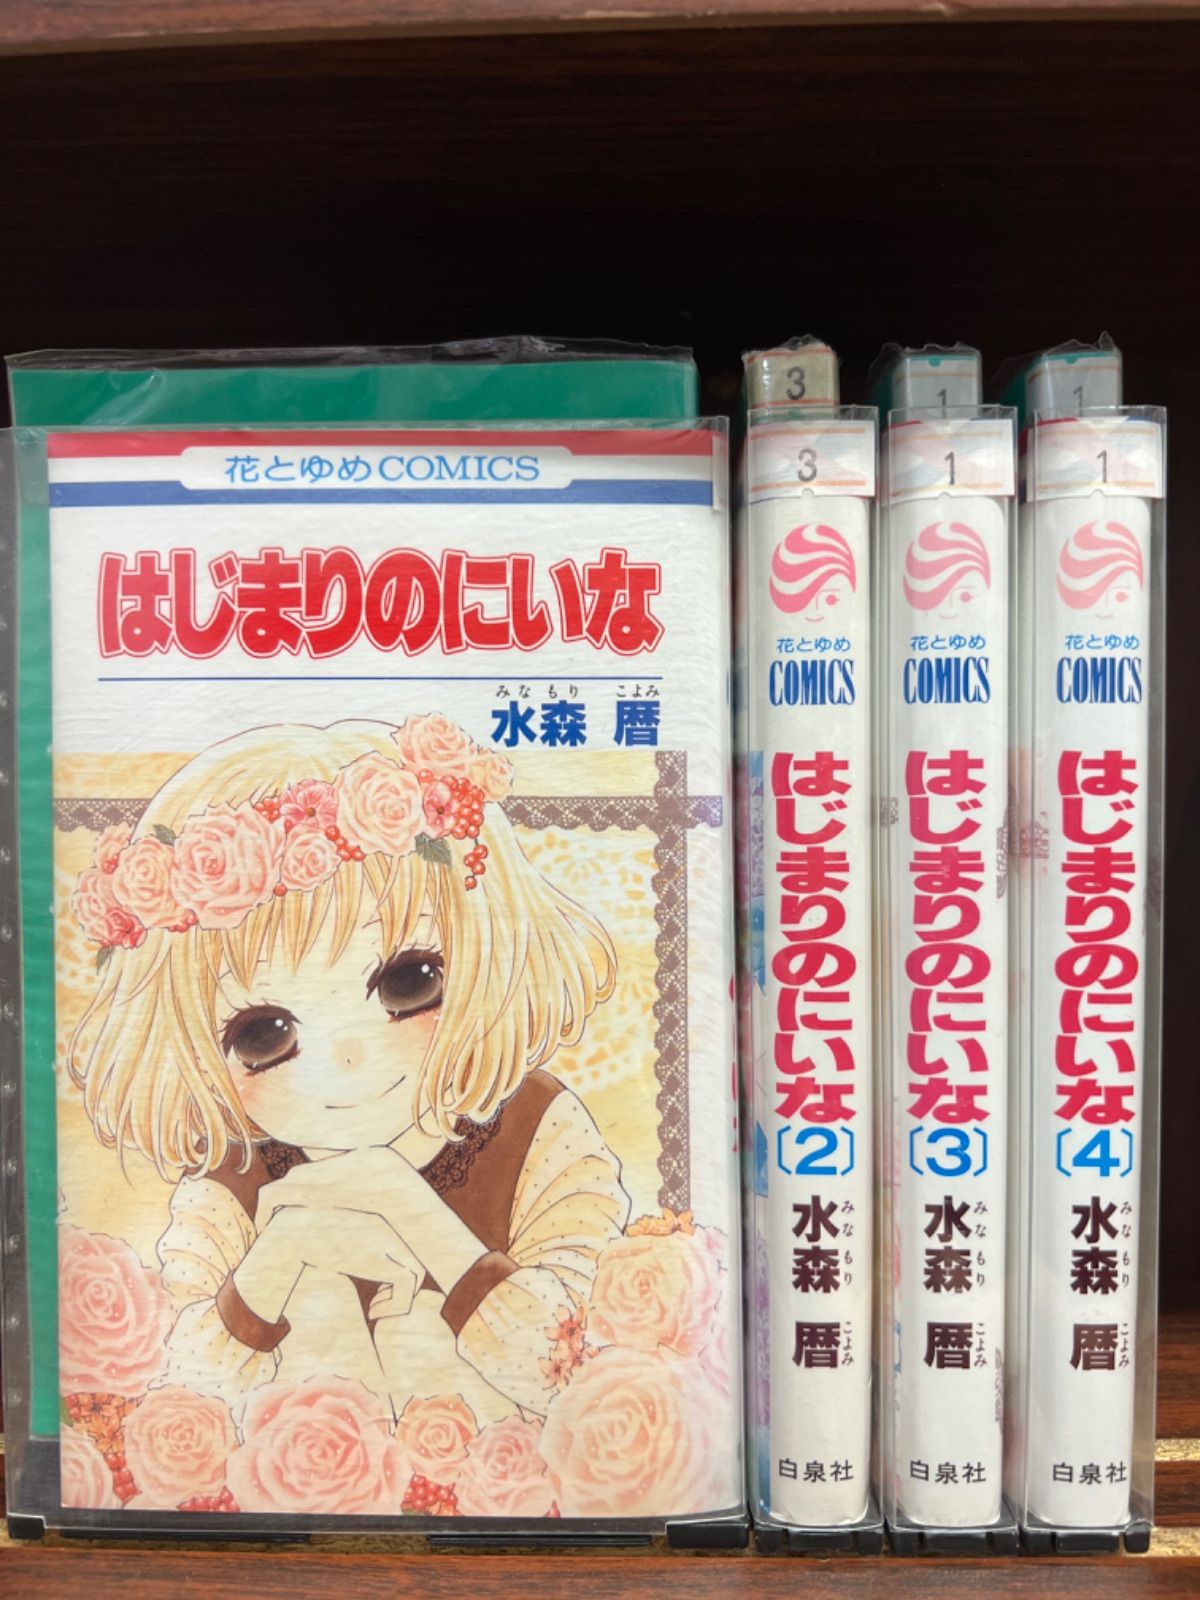 花とゆめCOMICS
はじまりのにいな
みなもり こよみ
水森 暦
3
3
花とゆめ
COMICS
はじまりのにいな
〔2〕
水森 暦
みなもり こよみ
白泉社
1
1
花とゆめ
COMICS
はじまりのにいな
〔3〕
水森 暦
みなもり こよみ
白泉社
1
1
花とゆめ
COMICS
はじまりのにいな
〔4〕
水森 暦
みなもり こよみ
白泉社